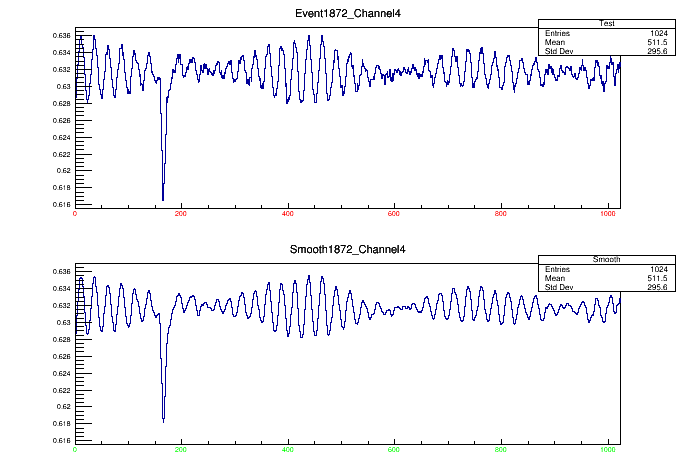 Event1872_Channel4
Test
Entries 1024
Mean 511.5
Std Dev 295.6
0.636
0.634
0.632
0.63
0.628
0.626
0.624
0.622
0.62
0.618
0.616
0 200 400 600 800 1000
Smooth1872_Channel4
Smooth
Entries 1024
Mean 511.5
Std Dev 295.6
0.636
0.634
0.632
0.63
0.628
0.626
0.624
0.622
0.62
0.618
0.616
0 200 400 600 800 1000